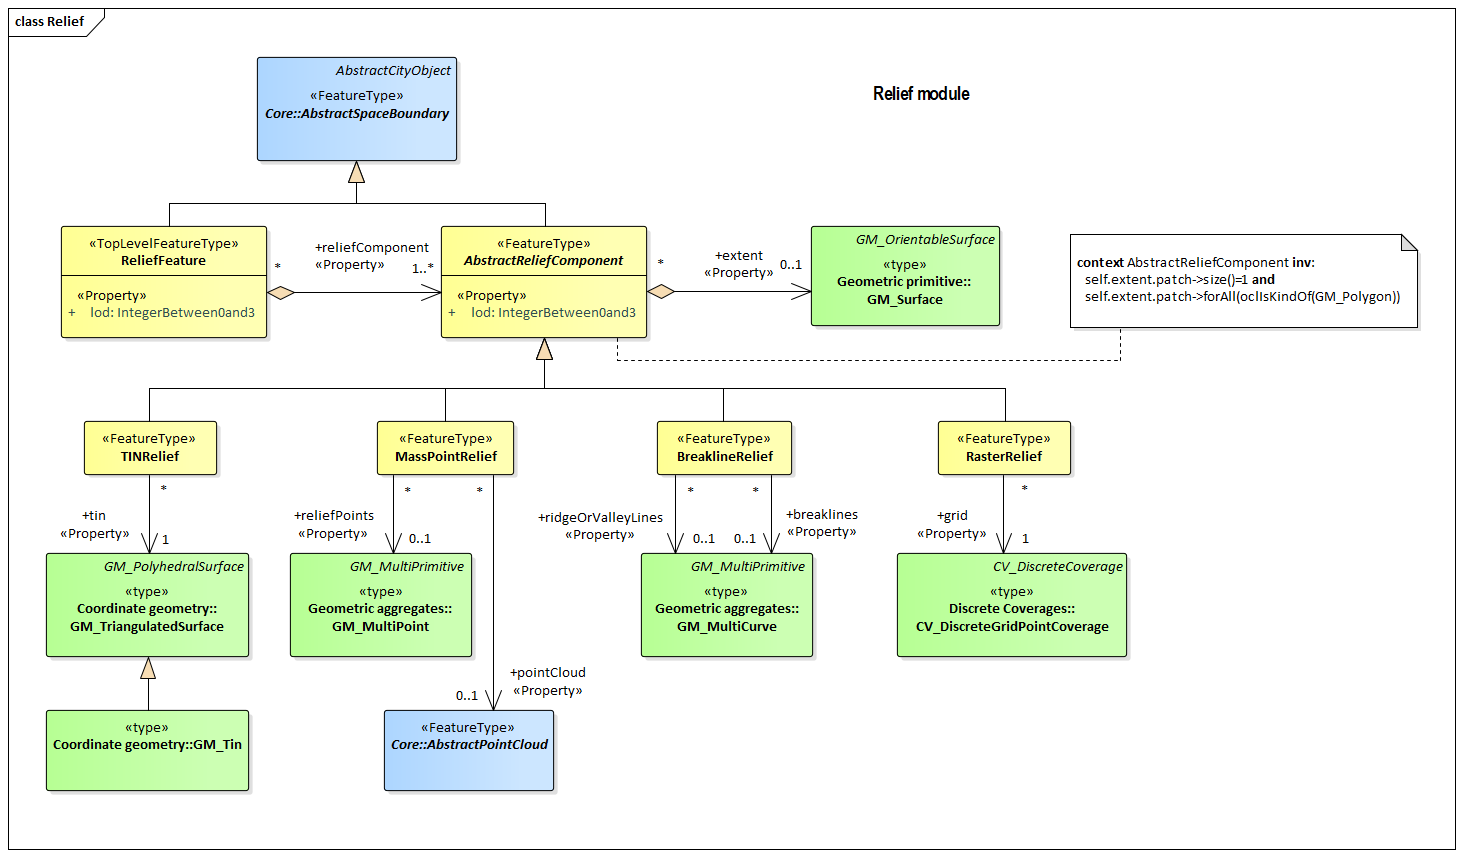 class Relief
AbstractCityObject
«FeatureType»
Core::AbstractSpaceBoundary
Relief module
«TopLevelFeatureType»
ReliefFeature
«Property»
+ lod: IntegerBetween0and3
+reliefComponent
«Property»
*
1..*
«FeatureType»
AbstractReliefComponent
«Property»
+ lod: IntegerBetween0and3
+extent
«Property»
*
0..1
GM_OrientableSurface
«type»
Geometric primitive::
GM_Surface
context AbstractReliefComponent inv:
self.extent.patch->size()=1 and
self.extent.patch->forAll(oclIsKindOf(GM_Polygon))
«FeatureType»
TINRelief
«FeatureType»
MassPointRelief
«FeatureType»
BreaklineRelief
«FeatureType»
RasterRelief
*
+tin
«Property»
1
*
*
+reliefPoints
«Property»
0..1
*
*
+ridgeOrValleyLines
«Property»
0..1
0..1
+breaklines
«Property»
*
+grid
«Property»
1
GM_PolyhedralSurface
«type»
Coordinate geometry::
GM_TriangulatedSurface
GM_MultiPrimitive
«type»
Geometric aggregates::
GM_MultiPoint
GM_MultiPrimitive
«type»
Geometric aggregates::
GM_MultiCurve
CV_DiscreteCoverage
«type»
Discrete Coverages::
CV_DiscreteGridPointCoverage
+pointCloud
«Property»
0..1
«type»
Coordinate geometry::GM_Tin
«FeatureType»
Core::AbstractPointCloud